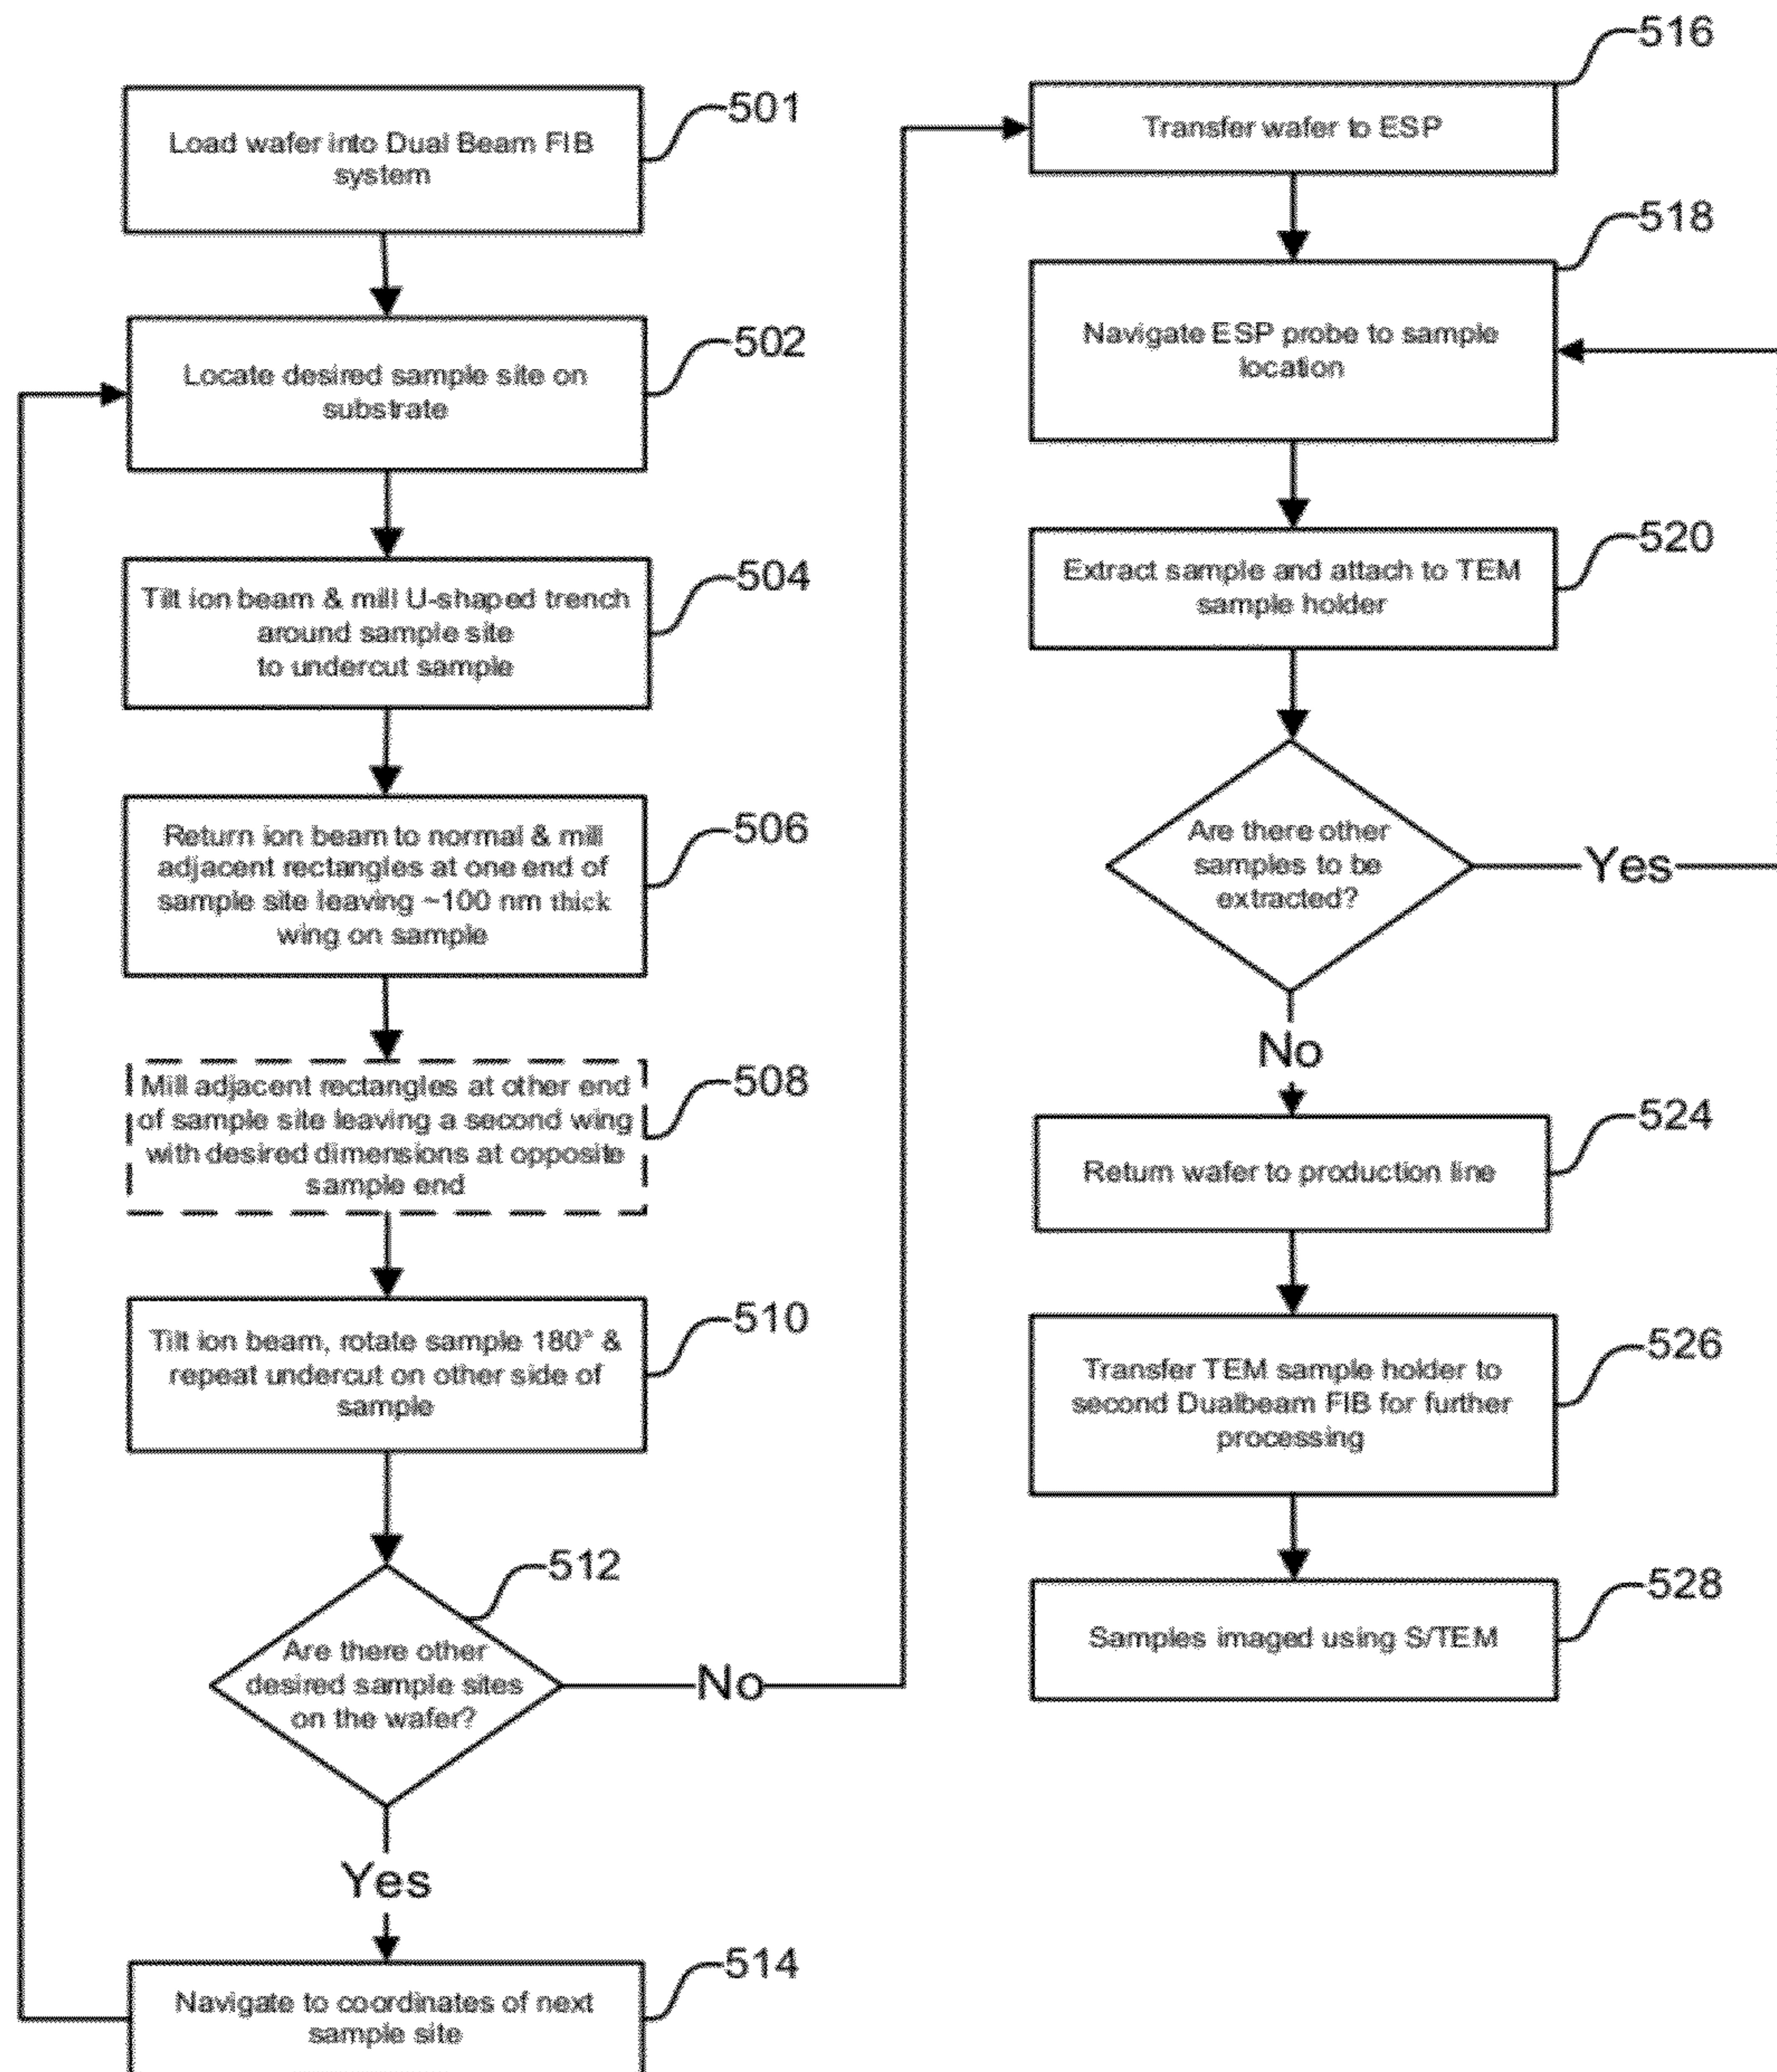 501
Load wafer into Dual Beam FIB
system
502
Locate desired sample site on
substrate
504
Tilt ion beam & mill U-shaped trench
around sample site
to undercut sample
506
Return ion beam to normal & mill
adjacent rectangles at one end of
sample site leaving ~100 nm thick
wing on sample
508
Mill adjacent rectangles at other end
of sample site leaving a second wing
with desired dimensions at opposite
sample end
510
Tilt ion beam, rotate sample 180° &
repeat undercut on other side of
sample
512
Are there other
desired sample sites
on the wafer?
No
Yes
514
Navigate to coordinates of next
sample site
516
Transfer wafer to ESP
518
Navigate ESP probe to sample
location
520
Extract sample and attach to TEM
sample holder
Are there other
samples to be
extracted?
Yes
No
524
Return wafer to production line
526
Transfer TEM sample holder to
second Dualbeam FIB for further
processing
528
Samples imaged using S/TEM